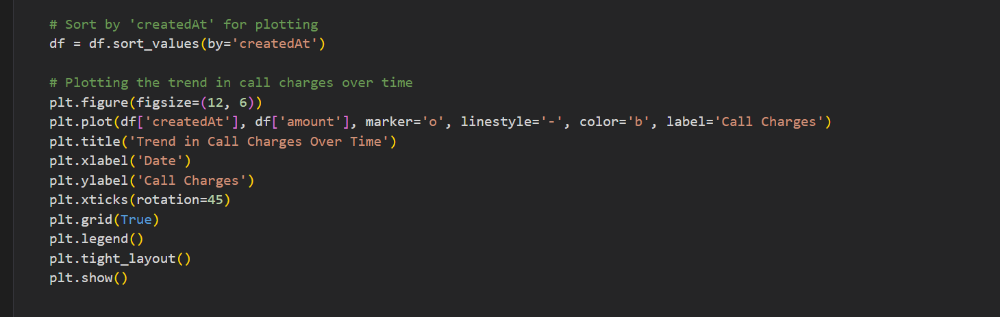 # Sort by 'createdAt' for plotting
df = df.sort_values(by='createdAt')
# Plotting the trend in call charges over time
plt.figure(figsize=(12, 6))
plt.plot(df['createdAt'], df['amount'], marker='o', linestyle='-', color='b', label='Call Charges')
plt.title('Trend in Call Charges Over Time')
plt.xlabel('Date')
plt.ylabel('Call Charges')
plt.xticks(rotation=45)
plt.grid(True)
plt.legend()
plt.tight_layout()
plt.show()